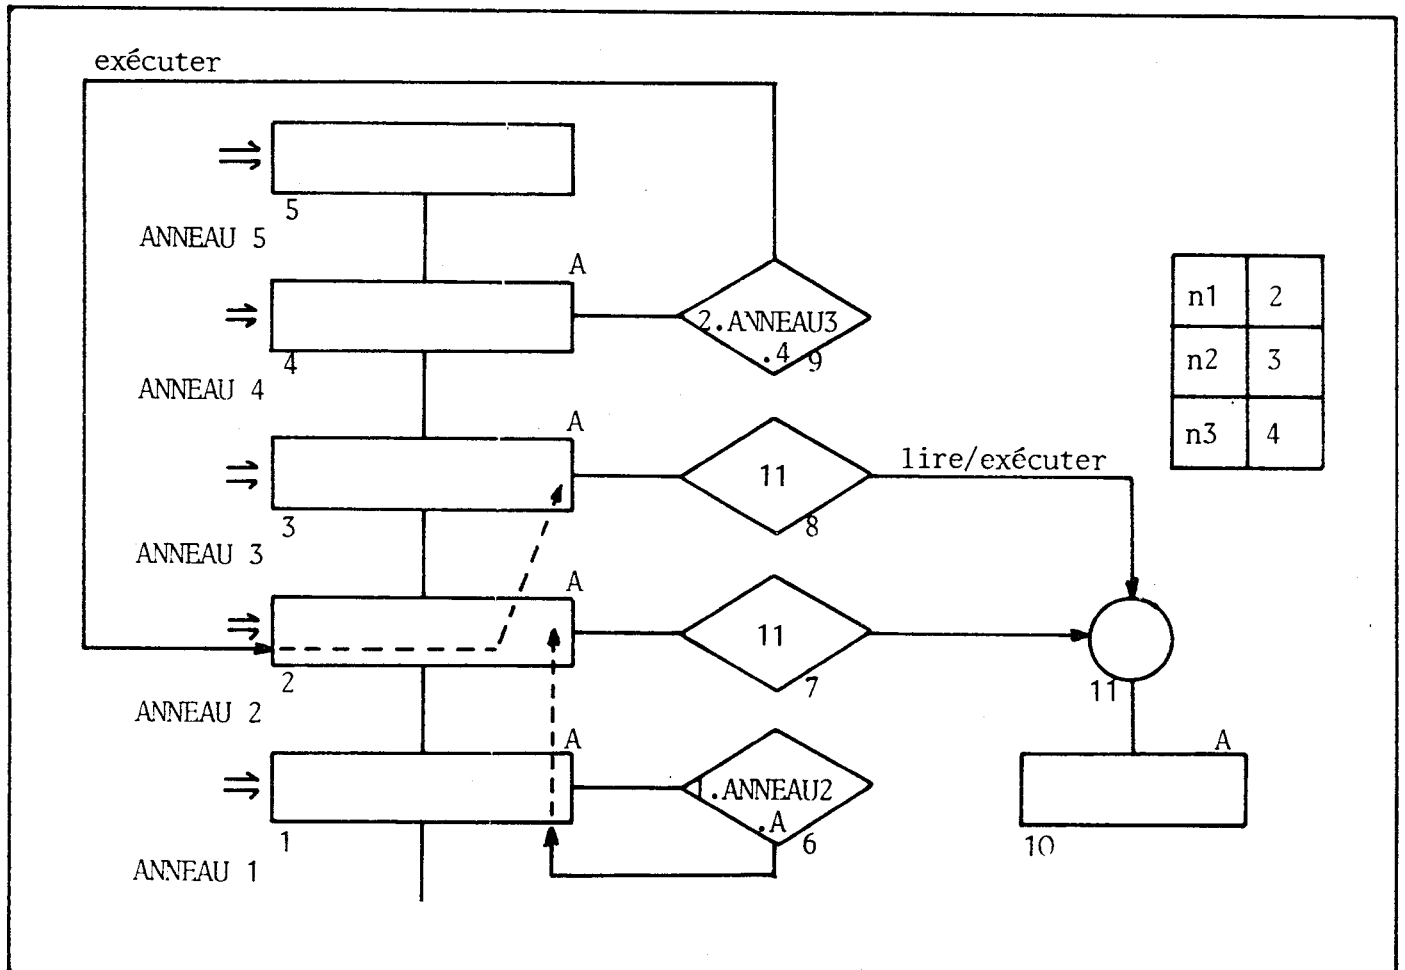 exécuter
5
ANNEAU 5
A
2.ANNEAU3
.4
9
4
ANNEAU 4
n1 2
n2 3
n3 4
A
11
lire/exécuter
8
3
ANNEAU 3
A
11
7
2
11
ANNEAU 2
A
1.ANNEAU2
.A
6
1
A
10
ANNEAU 1